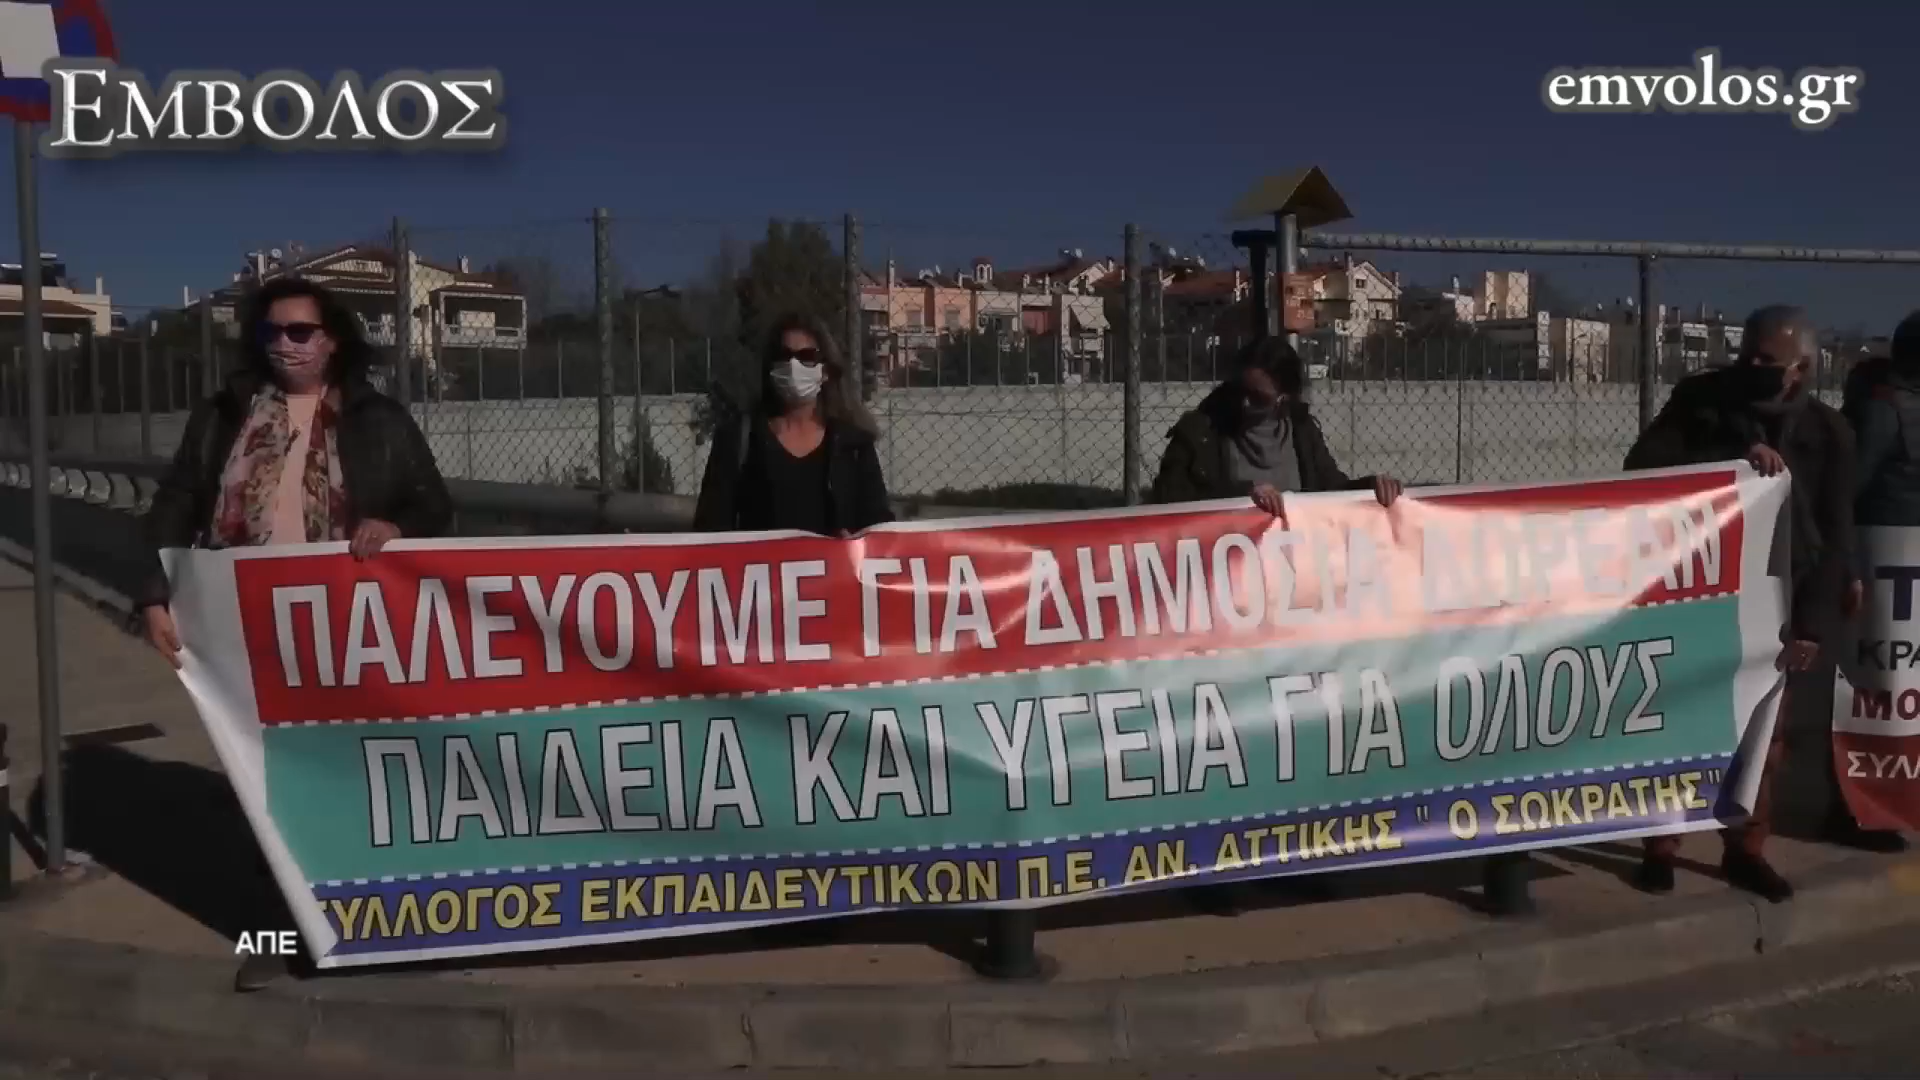 ΕΜΒΟΛΟΣ
emvolos.gr
ΠΑΛΕΥΟΥΜΕ ΓΙΑ ΔΗΜΟΣΙΑ ΔΩΡΕΑΝ
ΠΑΙΔΕΙΑ ΚΑΙ ΥΓΕΙΑ ΓΙΑ ΟΛΟΥΣ
ΣΥΛΛΟΓΟΣ ΕΚΠΑΙΔΕΥΤΙΚΩΝ Π.Ε. ΑΝ. ΑΤΤΙΚΗΣ " Ο ΣΩΚΡΑΤΗΣ"
ΑΠΕ